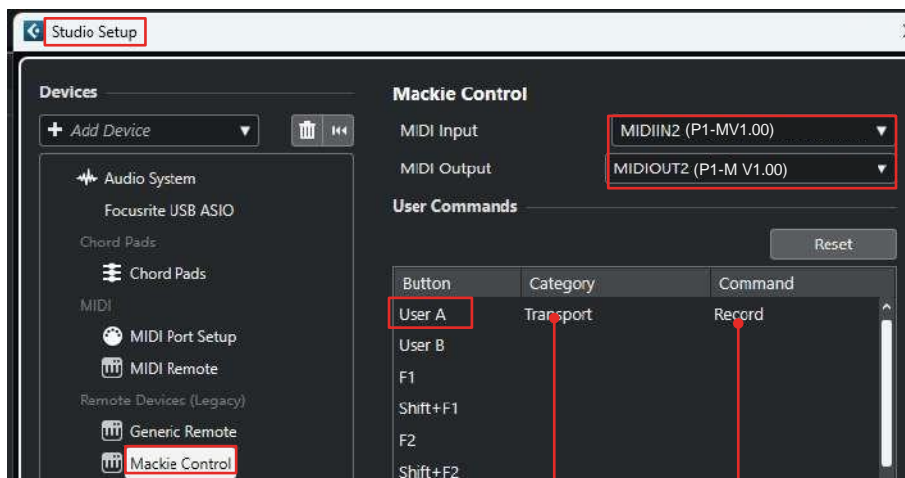 Studio Setup
Devices
+ Add Device
Audio System
Focusrite USB ASIO
Chord Pads
Chord Pads
MIDI
MIDI Port Setup
MIDI Remote
Remote Devices (Legacy)
Generic Remote
Mackie Control
Mackie Control
MIDI Input MIDIIN2 (P1-MV1.00)
MIDI Output MIDIOUT2 (P1-M V1.00)
User Commands
Reset
Button Category Command
User A Transport Record
User B
F1
Shift+F1
F2
Shift+F2